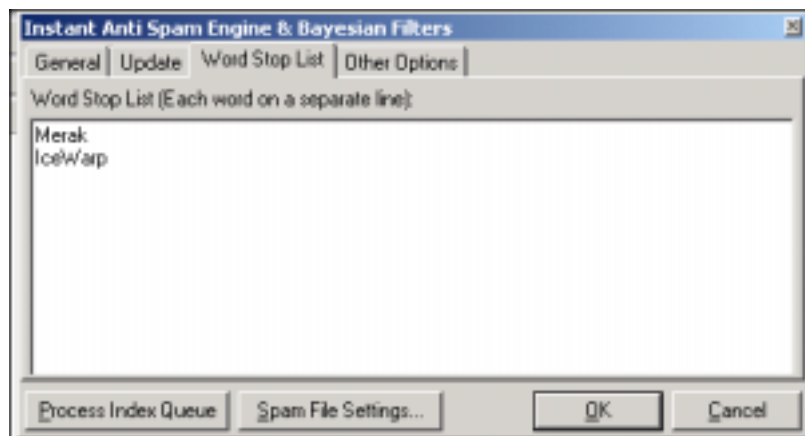 Instant Anti Spam Engine & Bayesian Filters
General Update Word Stop List Other Options
Word Stop List (Each word on a separate line):
Merak
IceWarp
Process Index Queue Spam File Settings... OK Cancel